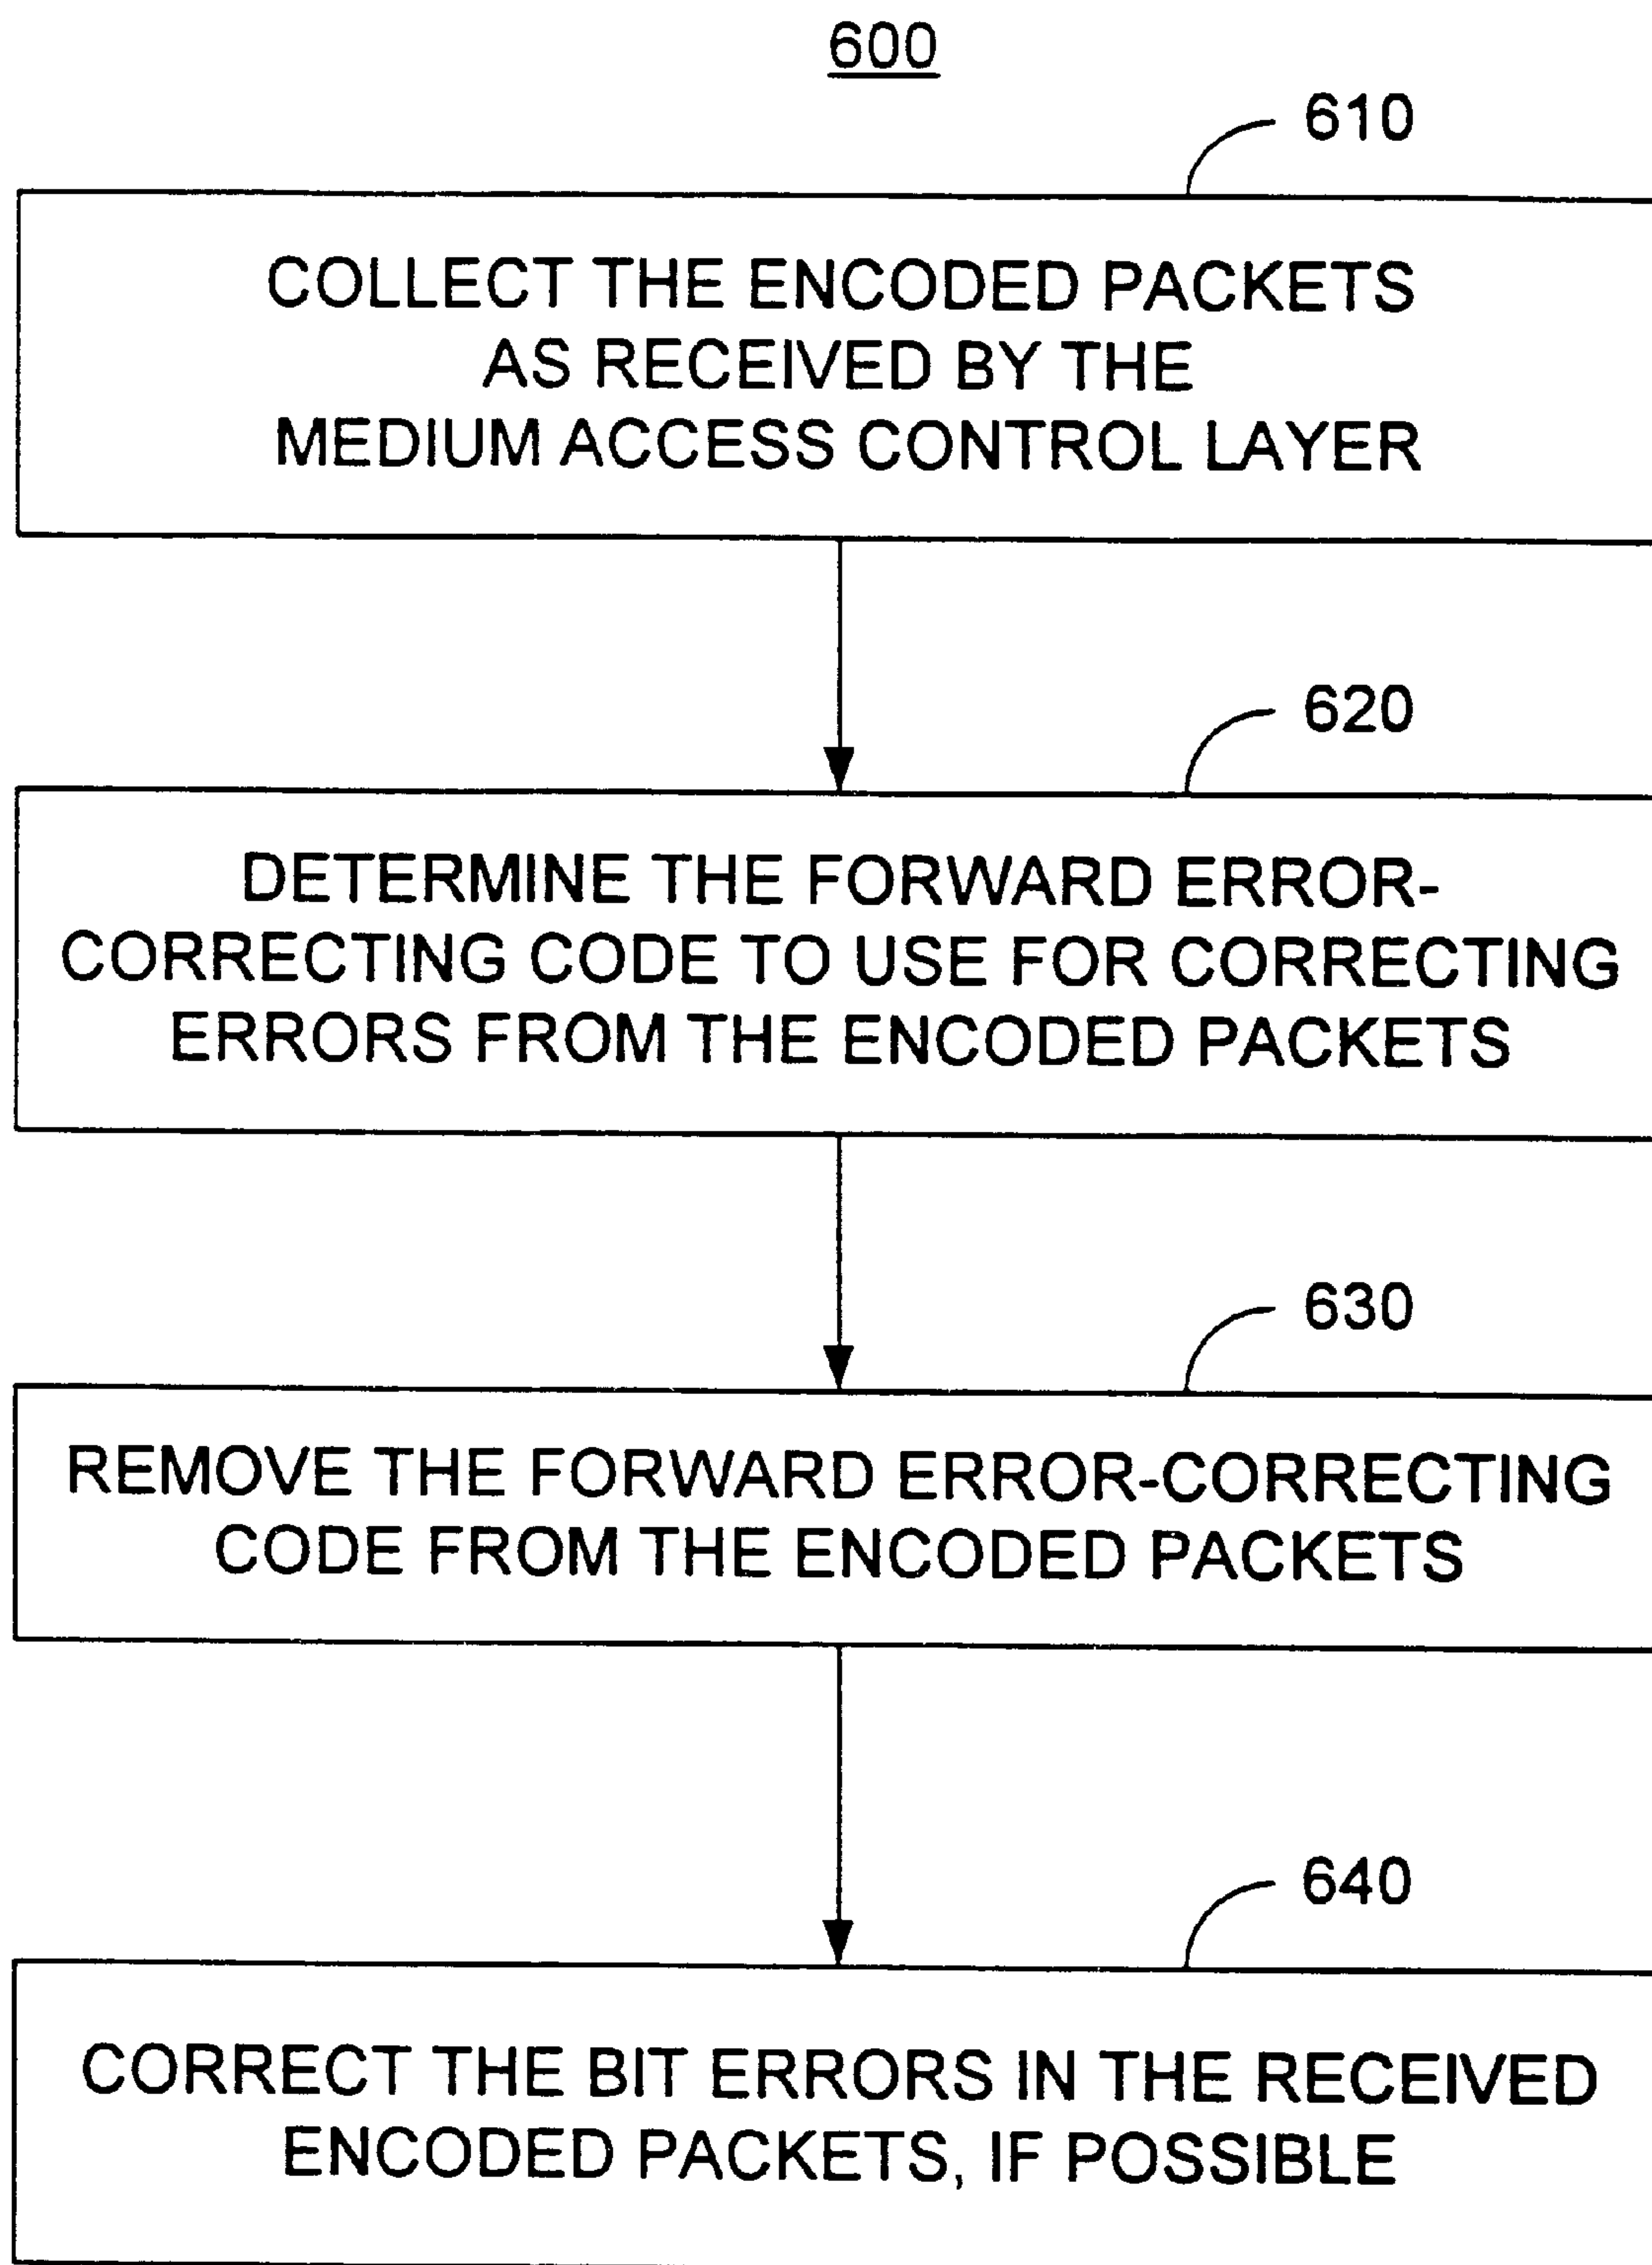 600
610
COLLECT THE ENCODED PACKETS
AS RECEIVED BY THE
MEDIUM ACCESS CONTROL LAYER
620
DETERMINE THE FORWARD ERROR-
CORRECTING CODE TO USE FOR CORRECTING
ERRORS FROM THE ENCODED PACKETS
630
REMOVE THE FORWARD ERROR-CORRECTING
CODE FROM THE ENCODED PACKETS
640
CORRECT THE BIT ERRORS IN THE RECEIVED
ENCODED PACKETS, IF POSSIBLE